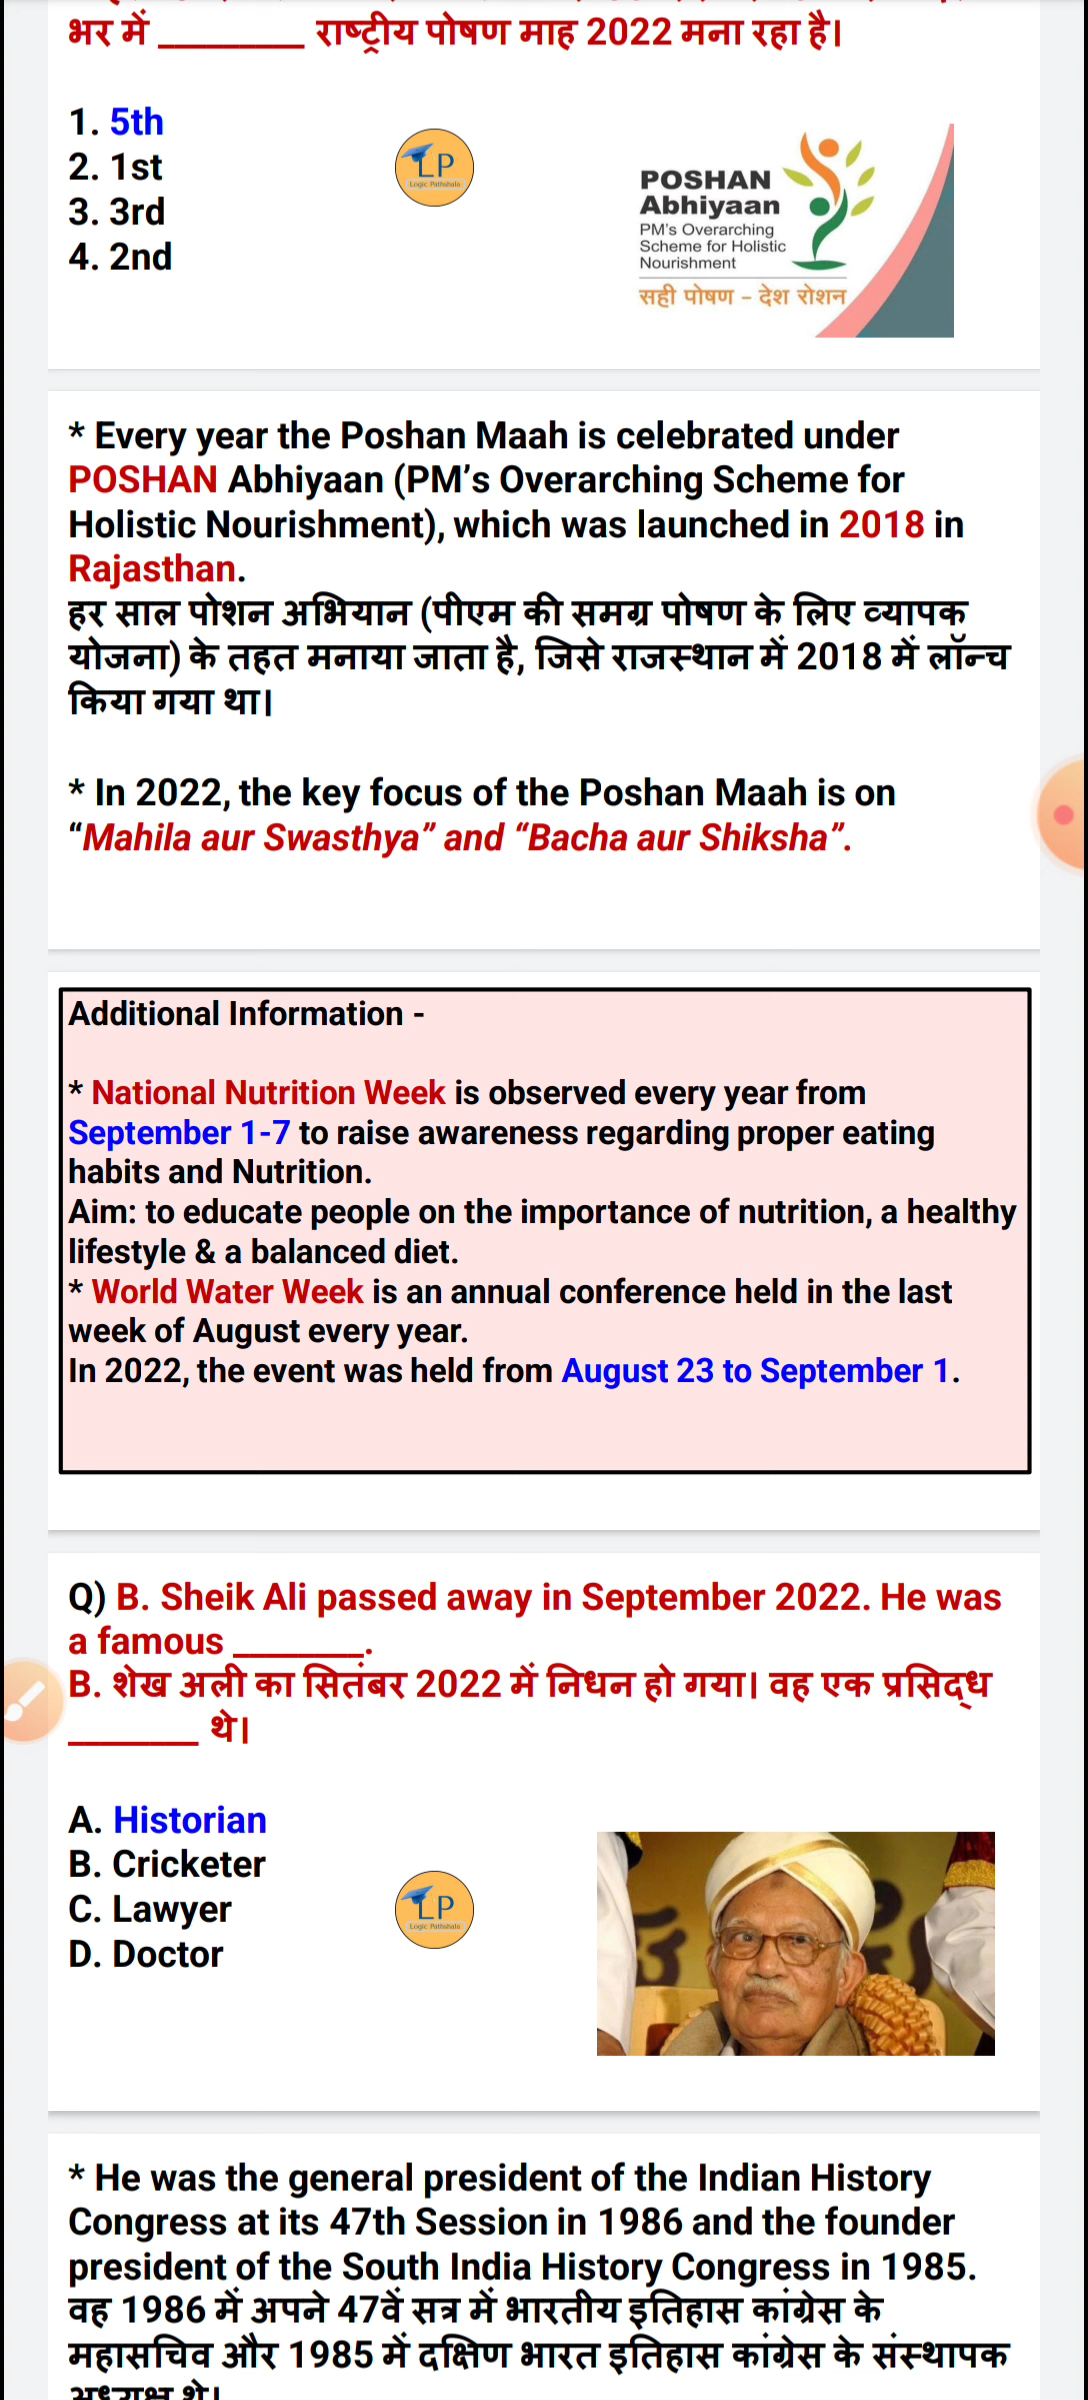 भर में ________ राष्ट्रीय पोषण माह 2022 मना रहा है।
1. 5th
2. 1st
3. 3rd
4. 2nd
LP
Logic Pathshala
POSHAN
Abhiyaan
PM's Overarching
Scheme for Holistic
Nourishment
सही पोषण - देश रोशन
* Every year the Poshan Maah is celebrated under
POSHAN Abhiyaan (PM’s Overarching Scheme for
Holistic Nourishment), which was launched in 2018 in
Rajasthan.
हर साल पोशन अभियान (पीएम की समग्र पोषण के लिए व्यापक
योजना) के तहत मनाया जाता है, जिसे राजस्थान में 2018 में लॉन्च
किया गया था।
* In 2022, the key focus of the Poshan Maah is on
“Mahila aur Swasthya” and “Bacha aur Shiksha”.
Additional Information -
* National Nutrition Week is observed every year from
September 1-7 to raise awareness regarding proper eating
habits and Nutrition.
Aim: to educate people on the importance of nutrition, a healthy
lifestyle & a balanced diet.
* World Water Week is an annual conference held in the last
week of August every year.
In 2022, the event was held from August 23 to September 1.
Q) B. Sheik Ali passed away in September 2022. He was
a famous _______.
B. शेख अली का सितंबर 2022 में निधन हो गया। वह एक प्रसिद्ध
_______ थे।
A. Historian
B. Cricketer
C. Lawyer
D. Doctor
LP
Logic Pathshala
* He was the general president of the Indian History
Congress at its 47th Session in 1986 and the founder
president of the South India History Congress in 1985.
वह 1986 में अपने 47वें सत्र में भारतीय इतिहास कांग्रेस के
महासचिव और 1985 में दक्षिण भारत इतिहास कांग्रेस के संस्थापक
अध्यक्ष थे।